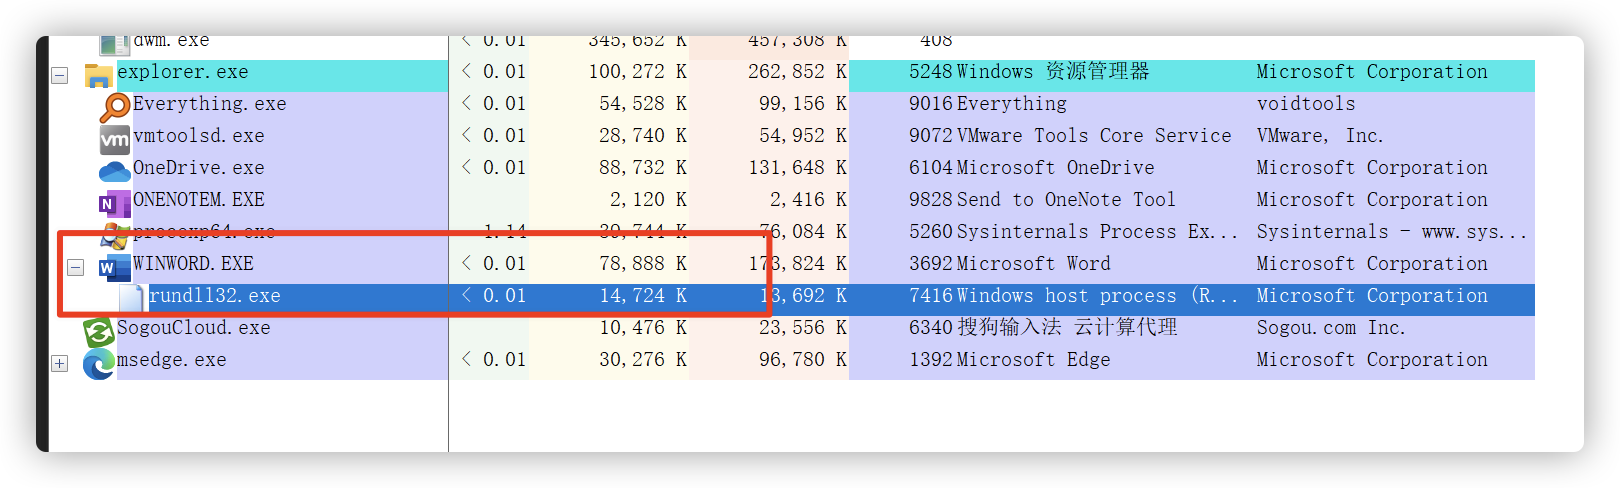 dwm.exe < 0.01 345,652 K 457,308 K 408
explorer.exe < 0.01 100,272 K 262,852 K 5248 Windows 资源管理器 Microsoft Corporation
Everything.exe < 0.01 54,528 K 99,156 K 9016 Everything voidtools
vm vmtoolsd.exe < 0.01 28,740 K 54,952 K 9072 VMware Tools Core Service VMware, Inc.
OneDrive.exe < 0.01 88,732 K 131,648 K 6104 Microsoft OneDrive Microsoft Corporation
N ONENOTEM.EXE 2,120 K 2,416 K 9828 Send to OneNote Tool Microsoft Corporation
procexp64.exe 1.14 39,744 K 76,084 K 5260 Sysinternals Process Ex... Sysinternals - www.sys...
W WINWORD.EXE < 0.01 78,888 K 173,824 K 3692 Microsoft Word Microsoft Corporation
rundll32.exe < 0.01 14,724 K 13,692 K 7416 Windows host process (R... Microsoft Corporation
SogouCloud.exe 10,476 K 23,556 K 6340 搜狗输入法 云计算代理 Sogou.com Inc.
msedge.exe < 0.01 30,276 K 96,780 K 1392 Microsoft Edge Microsoft Corporation